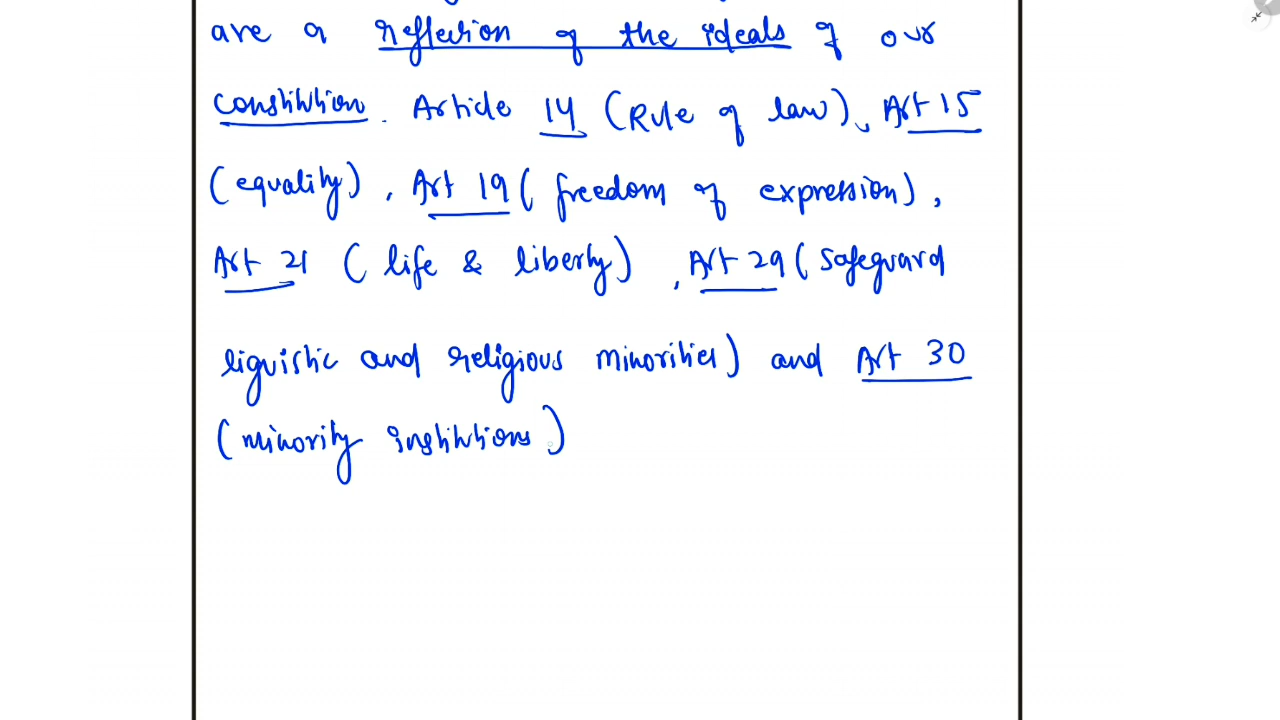 are a reflection of the ideals of our
constitution. Article 14 (Rule of law), Art 15
(equality), Art 19 (freedom of expression),
Art 21 (life & liberty), Art 29 (safeguard
liguistic and religious minorities) and Art 30
(minority institutions)